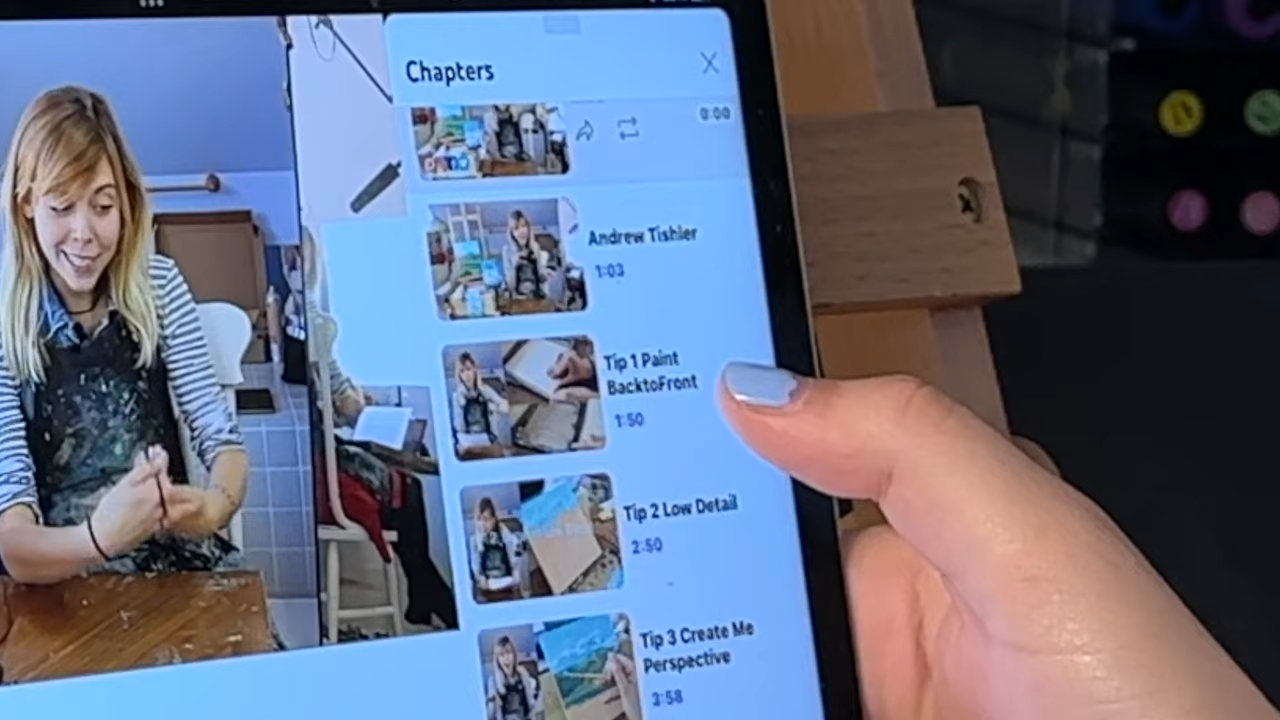 Chapters
0:00
Andrew Tishler
1:03
Tip 1 Paint
BacktoFront
1:50
Tip 2 Low Detail
2:50
Tip 3 Create Me
Perspective
3:58